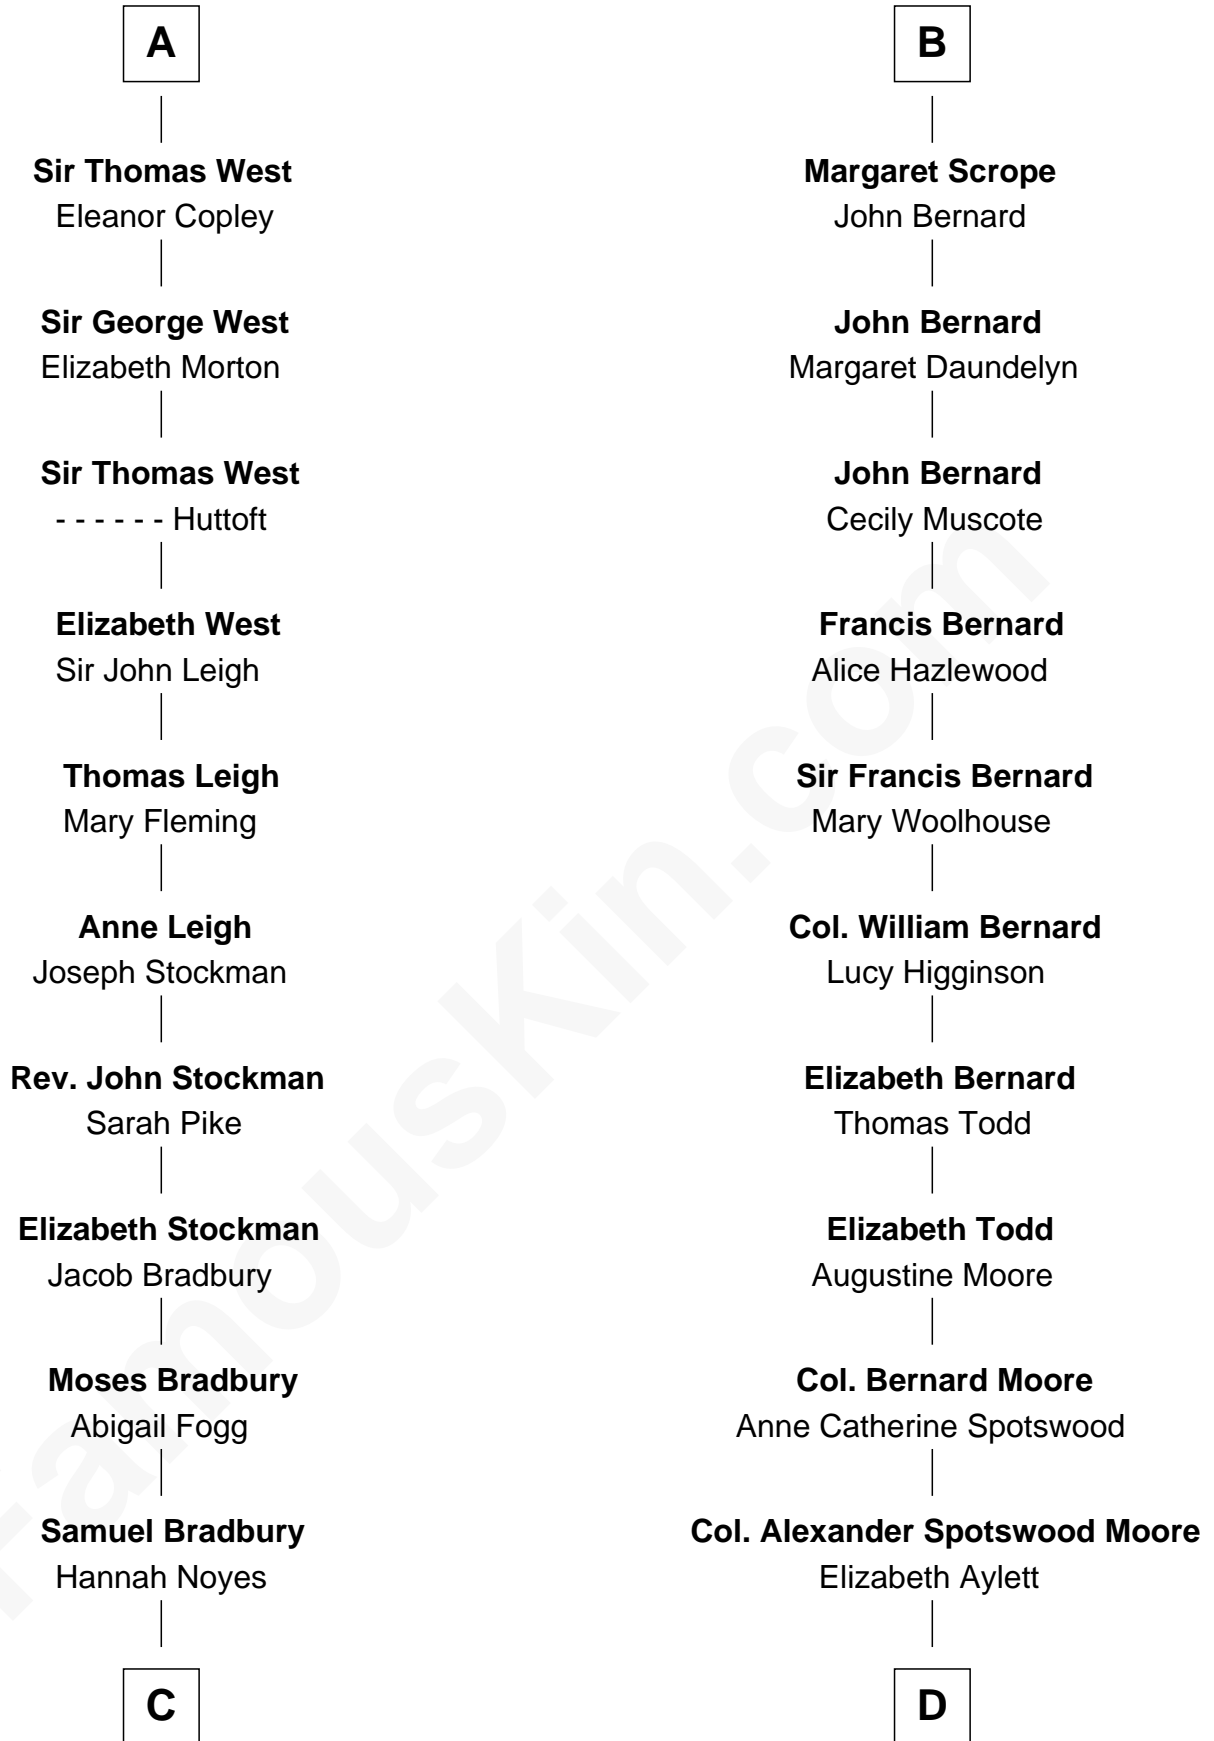 A
Sir Thomas West
Eleanor Copley
Sir George West
Elizabeth Morton
Sir Thomas West
- - - - - - Huttoft
Elizabeth West
Sir John Leigh
Thomas Leigh
Mary Fleming
Anne Leigh
Joseph Stockman
Rev. John Stockman
Sarah Pike
Elizabeth Stockman
Jacob Bradbury
Moses Bradbury
Abigail Fogg
Samuel Bradbury
Hannah Noyes
C
B
Margaret Scrope
John Bernard
John Bernard
Margaret Daundelyn
John Bernard
Cecily Muscote
Francis Bernard
Alice Hazlewood
Sir Francis Bernard
Mary Woolhouse
Col. William Bernard
Lucy Higginson
Elizabeth Bernard
Thomas Todd
Elizabeth Todd
Augustine Moore
Col. Bernard Moore
Anne Catherine Spotswood
Col. Alexander Spotswood Moore
Elizabeth Aylett
D
FamousKin.com